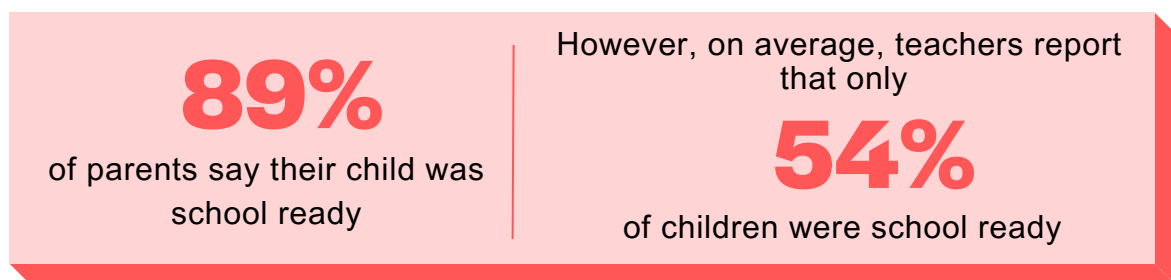 89%
of parents say their child was
school ready
However, on average, teachers report
that only
54%
of children were school ready